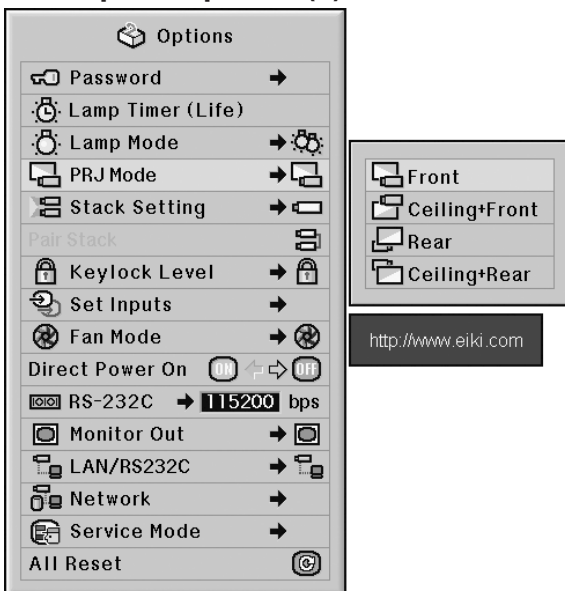 Options
Password
Lamp Timer (Life)
Lamp Mode
PRJ Mode
Stack Setting
Pair Stack
Keylock Level
Set Inputs
Fan Mode
Direct Power On ON OFF
RS-232C 115200 bps
Monitor Out
LAN/RS232C
Network
Service Mode
All Reset
Front
Ceiling+Front
Rear
Ceiling+Rear
http://www.eiki.com